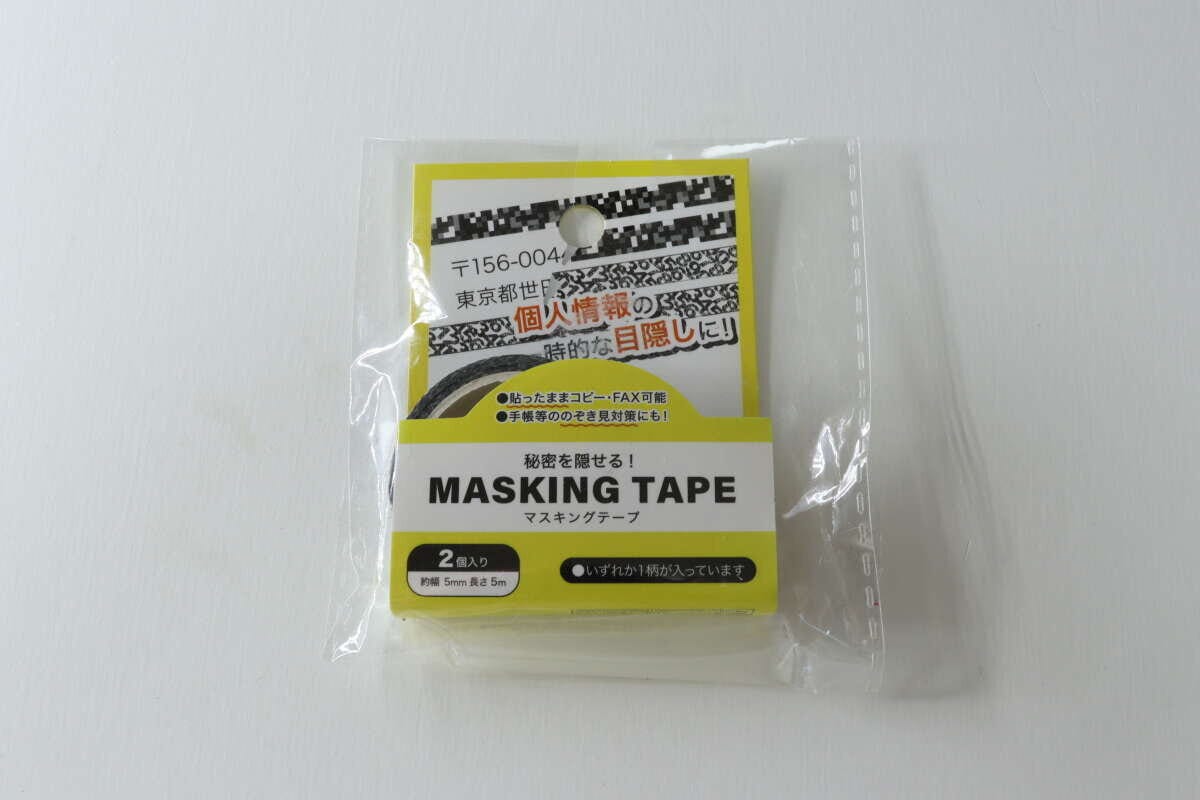 〒156-004
東京都世
個人情報の
時的な目隠しに!
●貼ったままコピー・FAX可能
●手帳等ののぞき見対策にも!
秘密を隠せる!
MASKING TAPE
マスキングテープ
2個入り
約幅 5mm 長さ 5m
●いずれか1柄が入っています